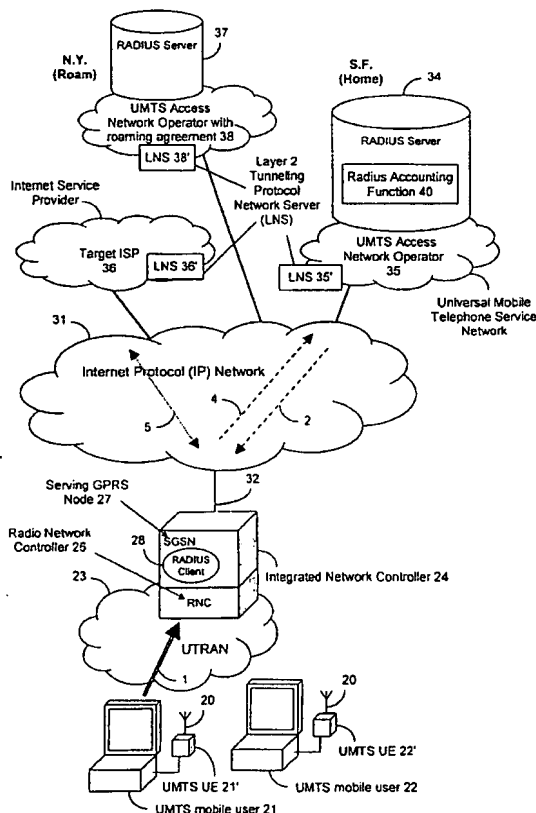 N.Y.
(Roam)
37
RADIUS Server
S.F.
(Home)
34
UMTS Access
Network Operator with
roaming agreement 38
LNS 38'
RADIUS Server
Radius Accounting
Function 40
Layer 2
Tunneling
Protocol
Network Server
(LNS)
Internet Service
Provider
Target ISP
36
LNS 36'
LNS 35'
UMTS Access
Network Operator
35
Universal Mobile
Telephone Service
Network
31
Internet Protocol (IP) Network
5
4
2
32
Serving GPRS
Node 27
SGSN
Radio Network
Controller 25
28
RADIUS
Client
Integrated Network Controller 24
23
RNC
UTRAN
1
20
20
UMTS UE 21'
UMTS UE 22'
UMTS mobile user 21
UMTS mobile user 22